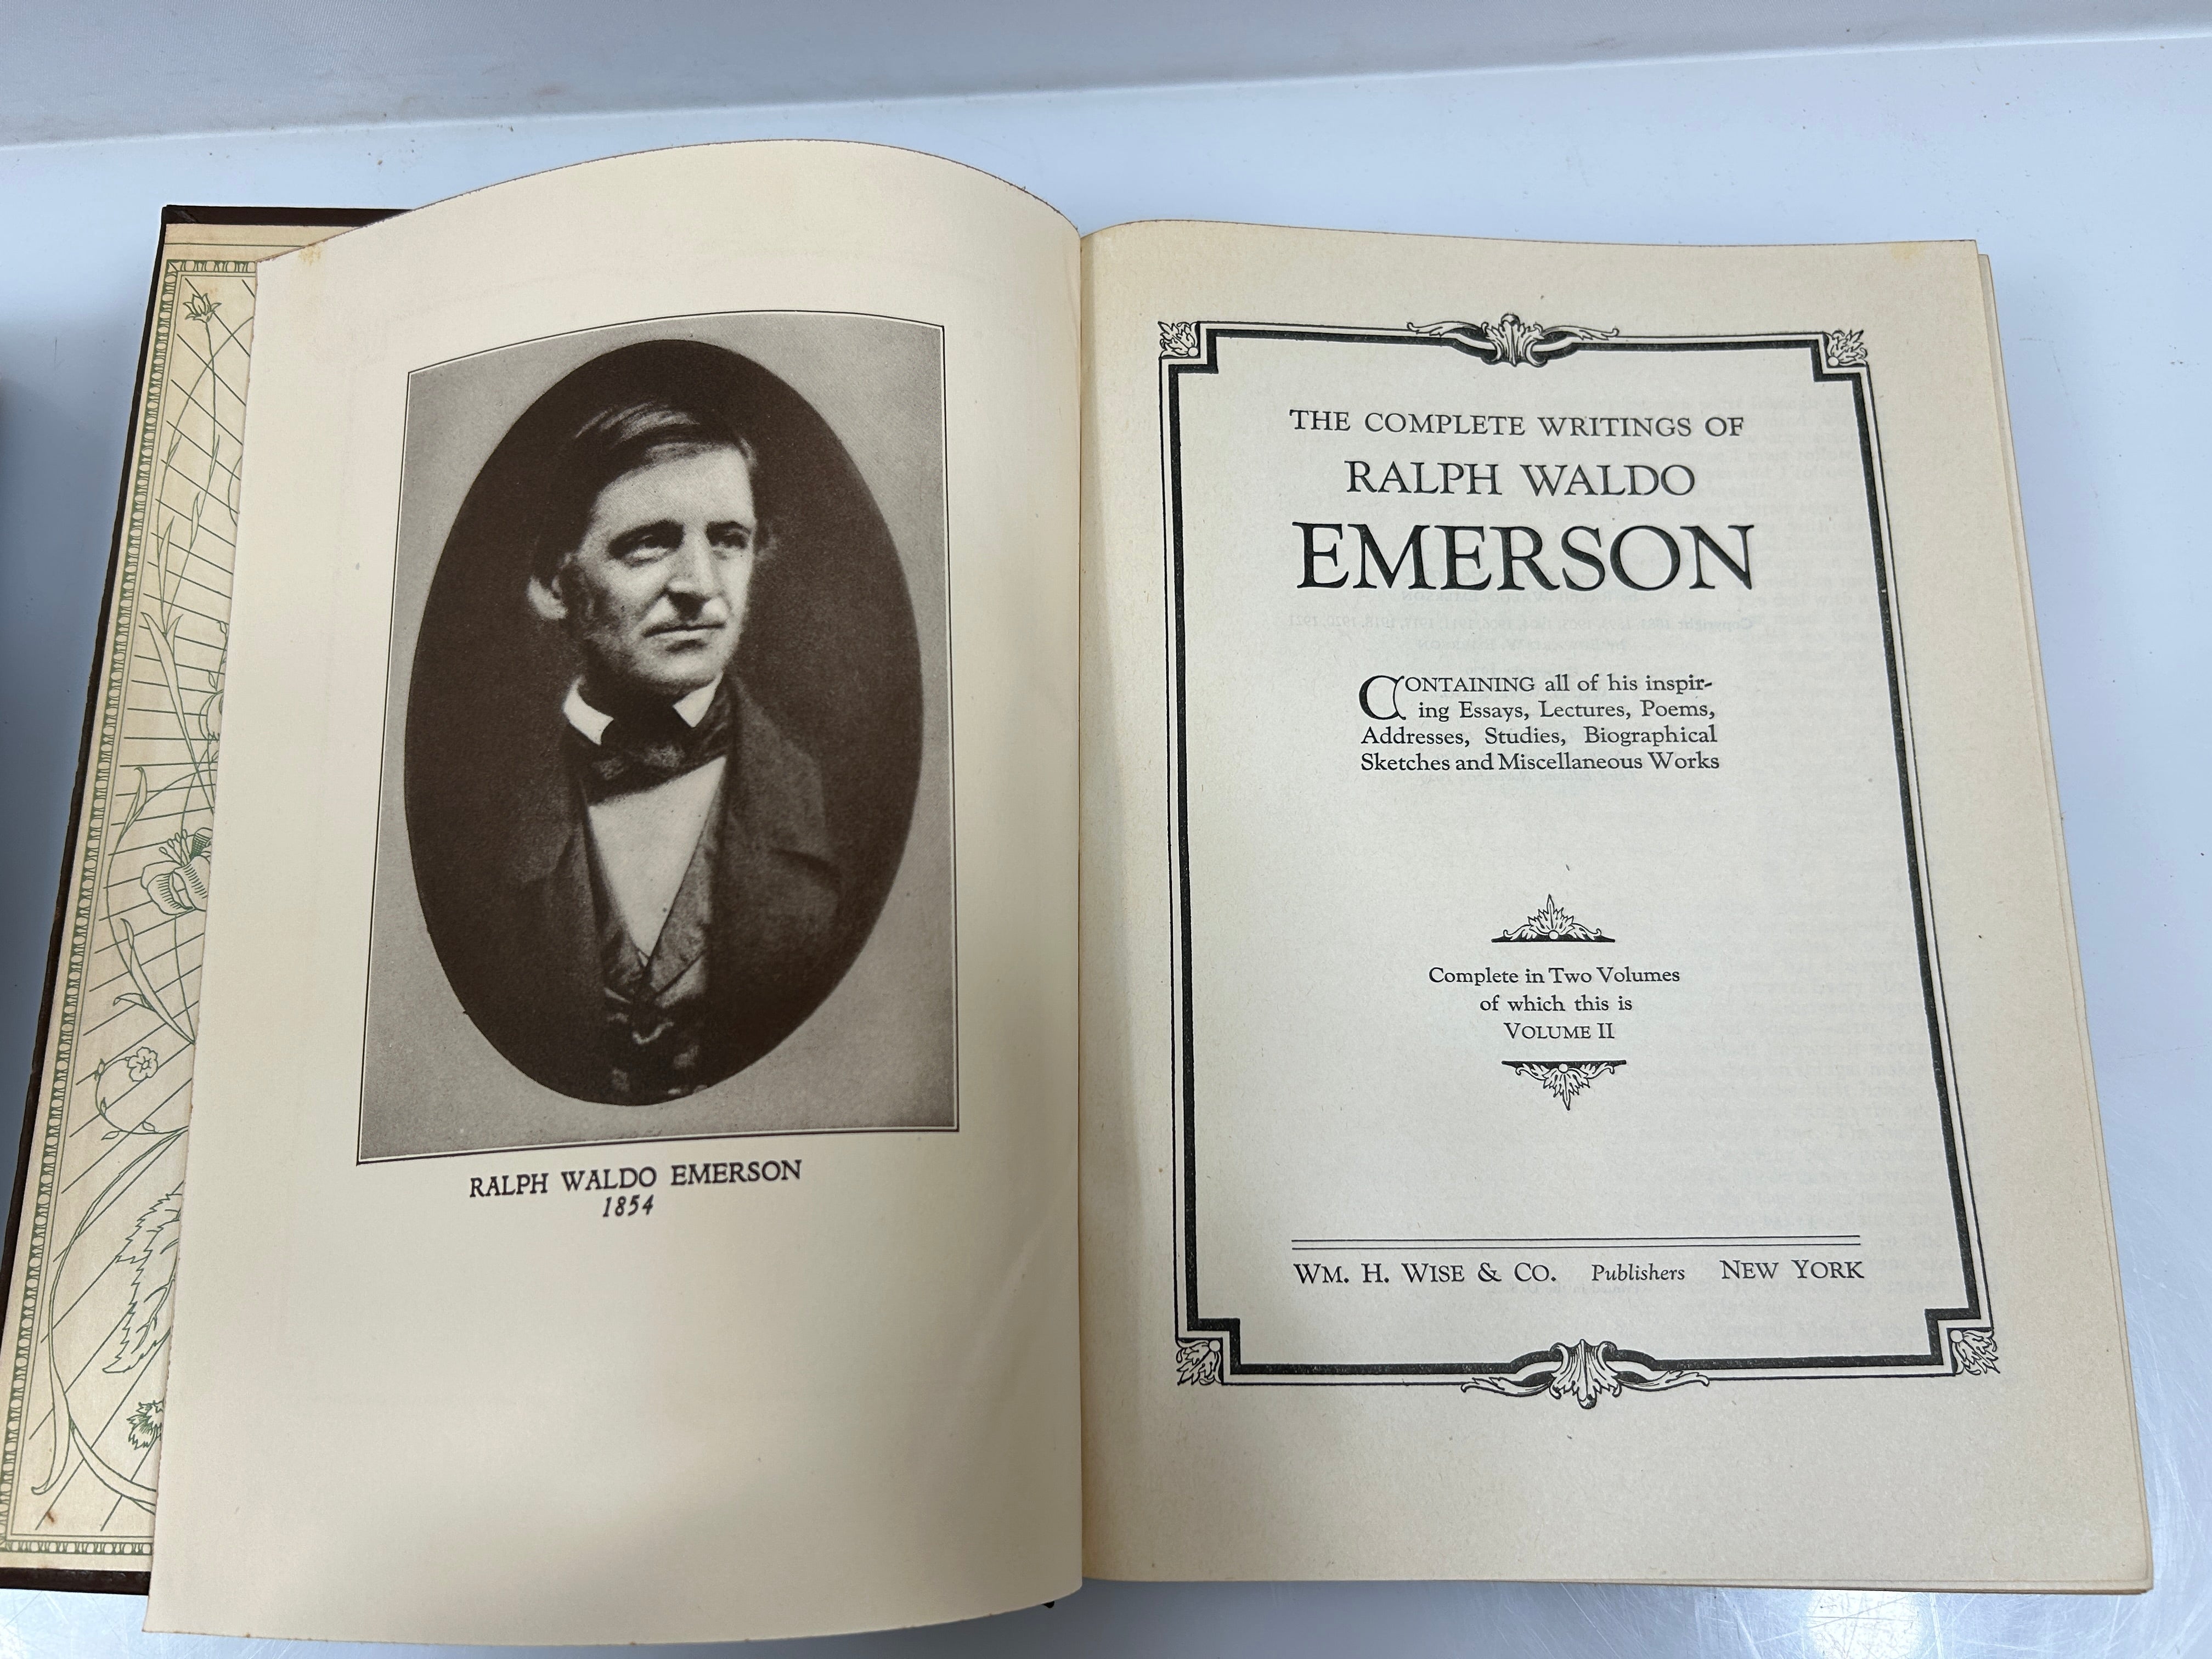 RALPH WALDO EMERSON
1854
THE COMPLETE WRITINGS OF
RALPH WALDO
EMERSON
CONTAINING all of his inspir-
ing Essays, Lectures, Poems,
Addresses, Studies, Biographical
Sketches and Miscellaneous Works
Complete in Two Volumes
of which this is
VOLUME II
WM. H. WISE & CO. Publishers NEW YORK